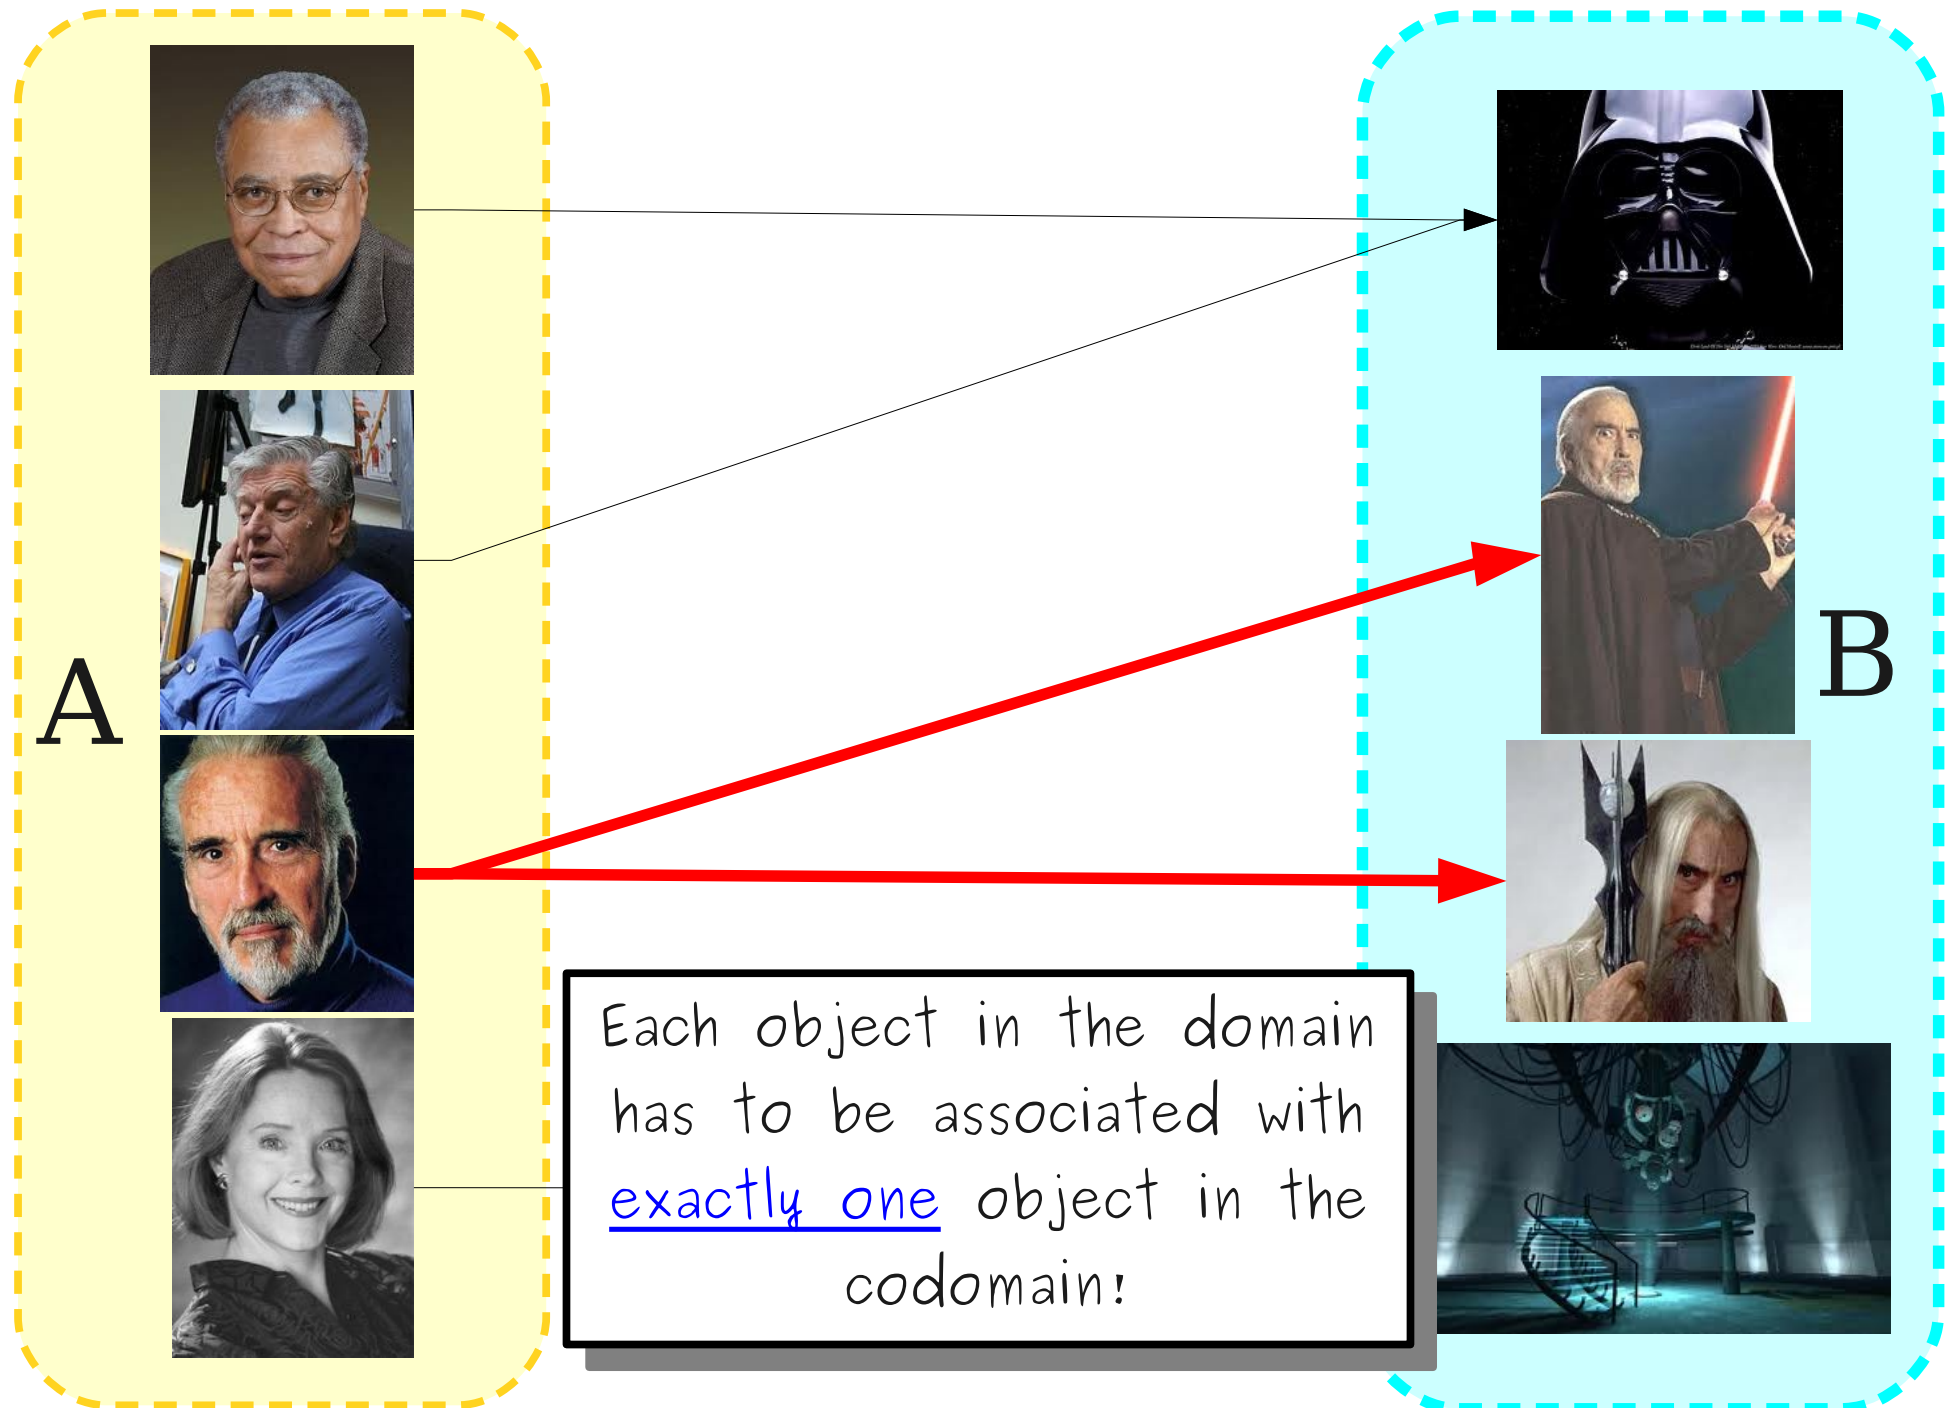 A
B
Each object in the domain
has to be associated with
exactly one object in the
codomain!